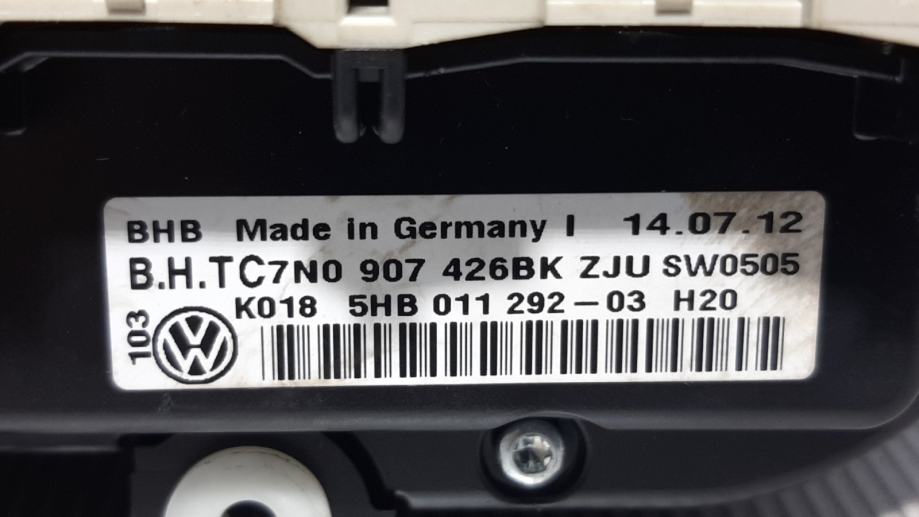 BHB Made in Germany I 14.07.12
B.H.TC7N0 907 426BK ZJU SW0505
K018 5HB 011 292-03 H20
103